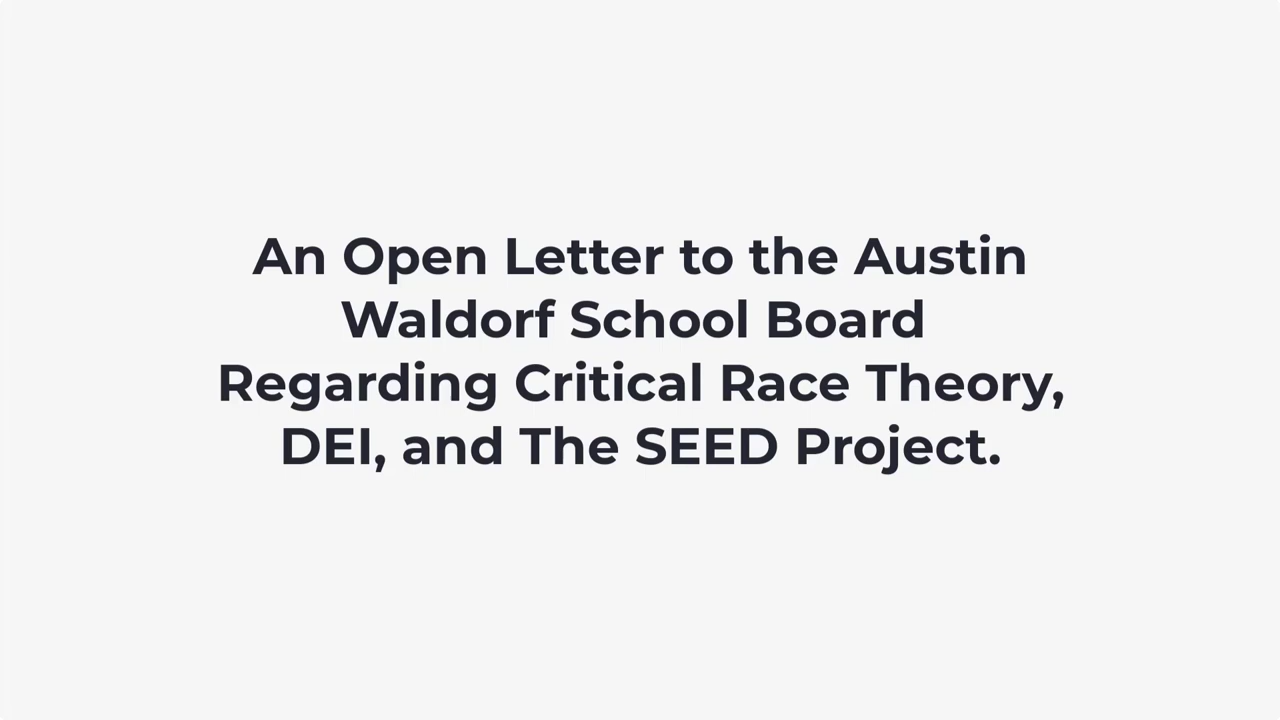 An Open Letter to the Austin
Waldorf School Board
Regarding Critical Race Theory,
DEI, and The SEED Project.